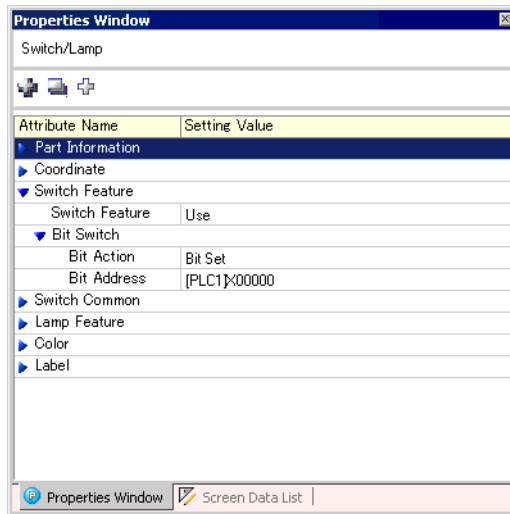 Properties Window
Switch/Lamp
Attribute Name Setting Value
Part Information
Coordinate
Switch Feature
Switch Feature Use
Bit Switch
Bit Action Bit Set
Bit Address [PLC1]X00000
Switch Common
Lamp Feature
Color
Label
Properties Window Screen Data List